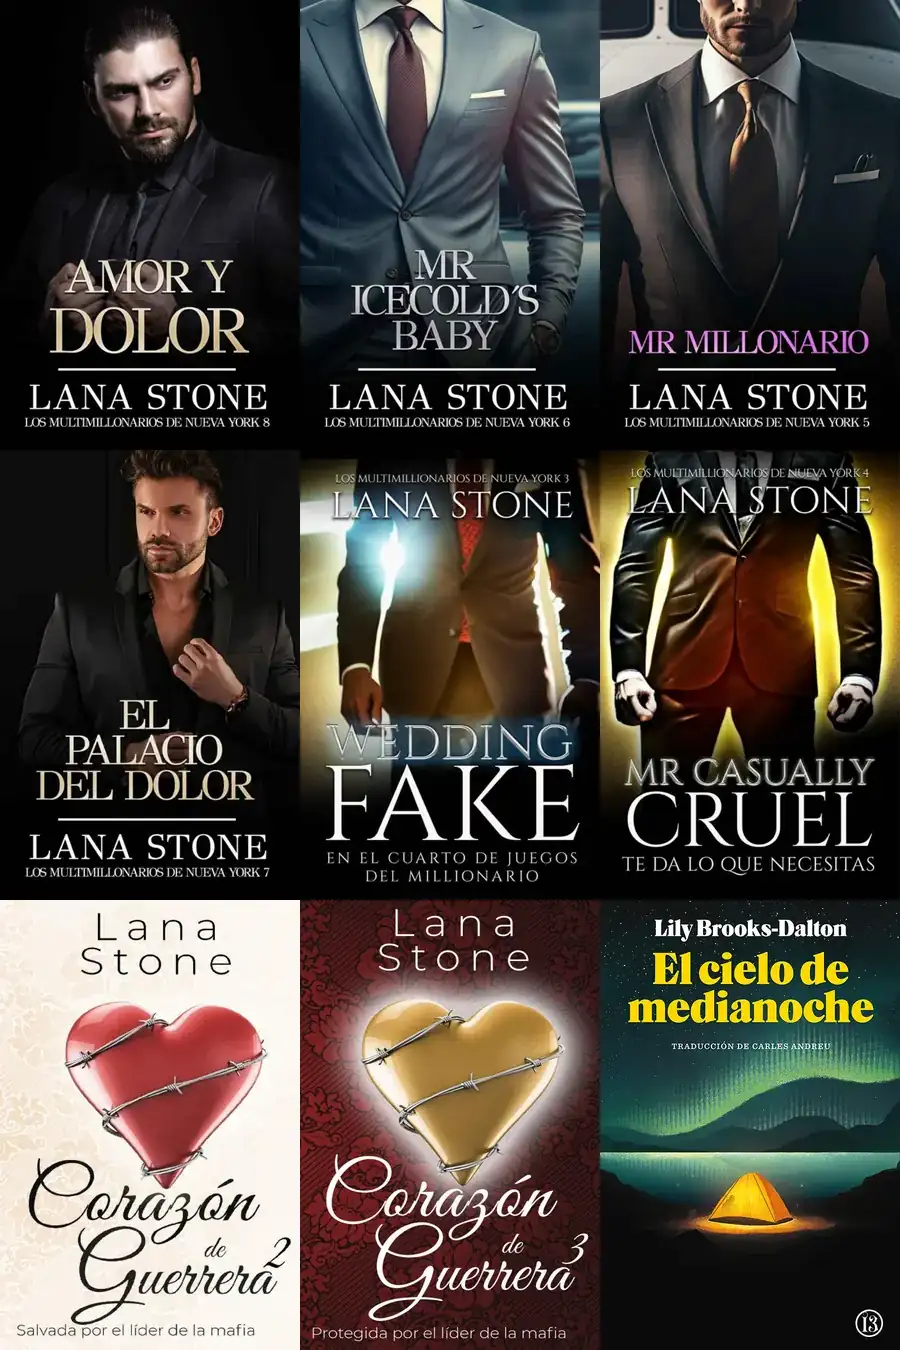 AMOR Y
DOLOR
LANA STONE
LOS MULTIMILLONARIOS DE NUEVA YORK 8
MR
ICECOLD'S
BABY
LANA STONE
LOS MULTIMILLONARIOS DE NUEVA YORK 6
MR MILLONARIO
LANA STONE
LOS MULTIMILLONARIOS DE NUEVA YORK 5
EL
PALACIO
DEL DOLOR
LANA STONE
LOS MULTIMILLONARIOS DE NUEVA YORK 7
LOS MULTIMILLIONARIOS DE NUEVA YORK 3
LANA STONE
WEDDING
FAKE
EN EL CUARTO DE JUEGOS
DEL MILLIONARIO
LOS MULTIMILLIONARIOS DE NUEVA YORK 4
LANA STONE
MR CASUALLY
CRUEL
TE DA LO QUE NECESITAS
Lana
Stone
Corazón
de
Guerrera 2
Salvada por el líder de la mafia
Lana
Stone
Corazón
de
Guerrera 3
Protegida por el líder de la mafia
Lily Brooks-Dalton
El cielo de
medianoche
TRADUCCIÓN DE CARLES ANDREU
13